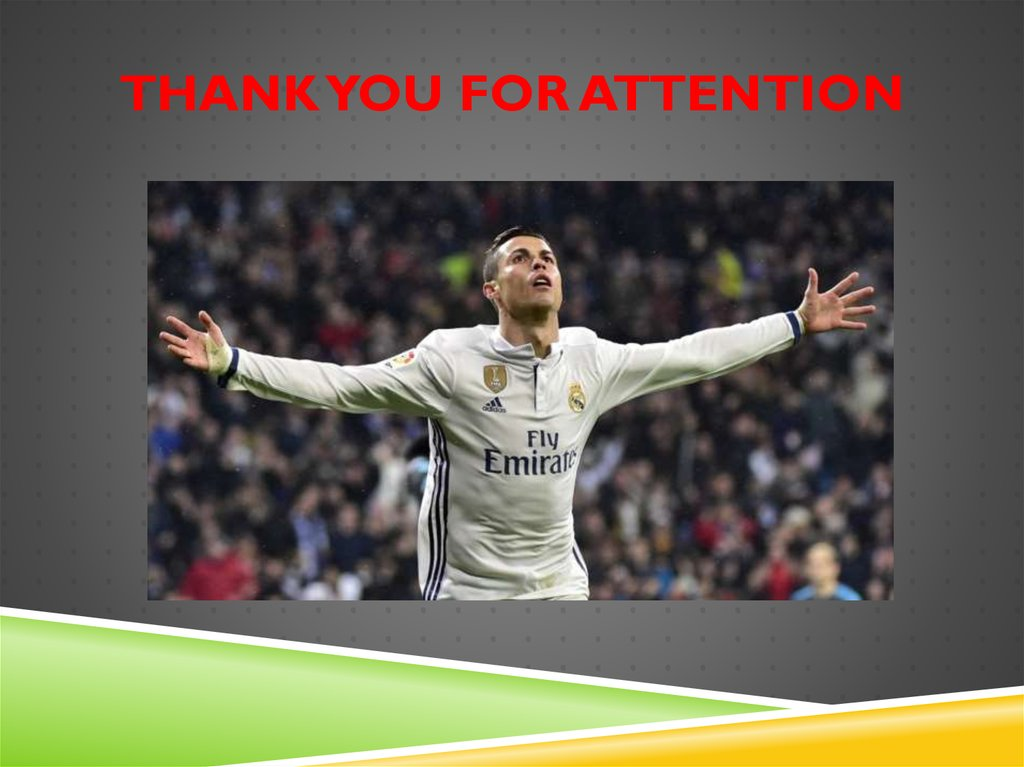 THANK YOU FOR ATTENTION
adidas
Fly
Emirates